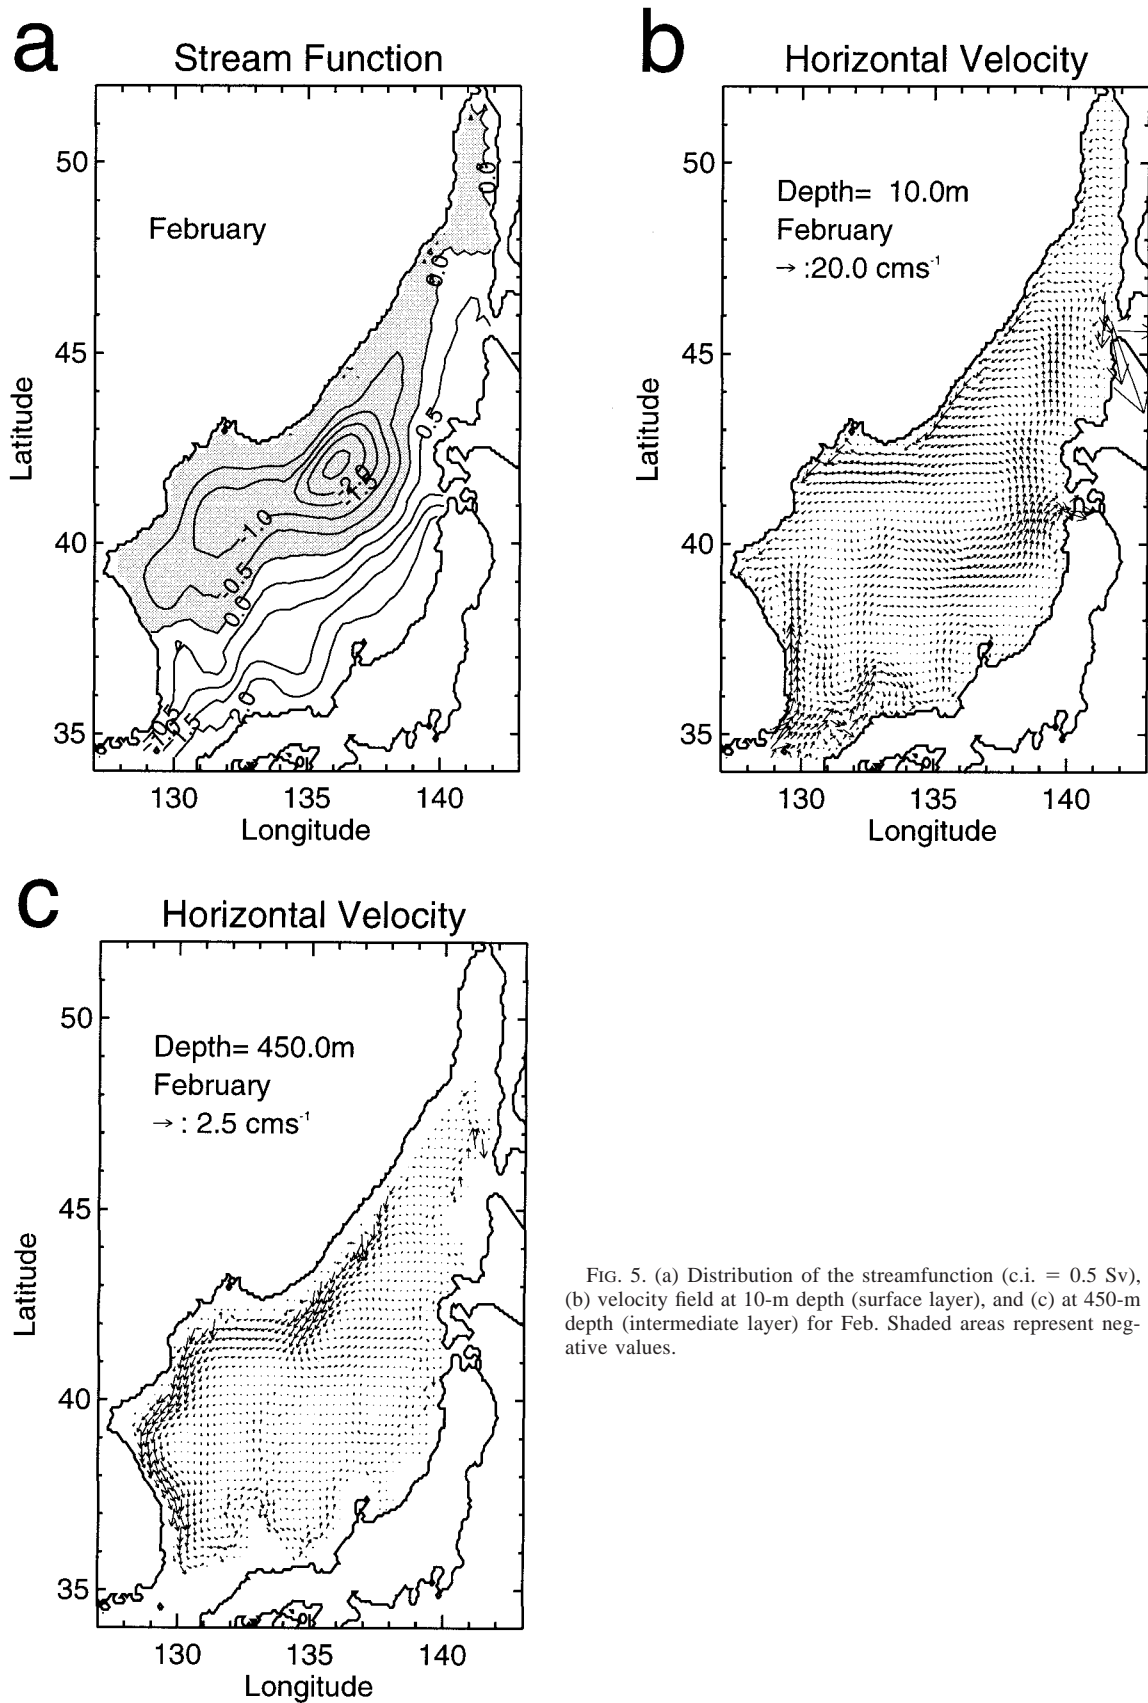 a
Stream Function
February
50
45
40
35
Latitude
130
135
140
Longitude
0.0
0.0
0.5
-2.0
-1.5
-1.0
-0.5
0.0
2.0
b
Horizontal Velocity
Depth= 10.0m
February
→ :20.0 cms⁻¹
50
45
40
35
Latitude
130
135
140
Longitude
c
Horizontal Velocity
Depth= 450.0m
February
→ : 2.5 cms⁻¹
50
45
40
35
Latitude
130
135
140
Longitude
FIG. 5. (a) Distribution of the streamfunction (c.i. = 0.5 Sv),
(b) velocity field at 10-m depth (surface layer), and (c) at 450-m
depth (intermediate layer) for Feb. Shaded areas represent neg-
ative values.